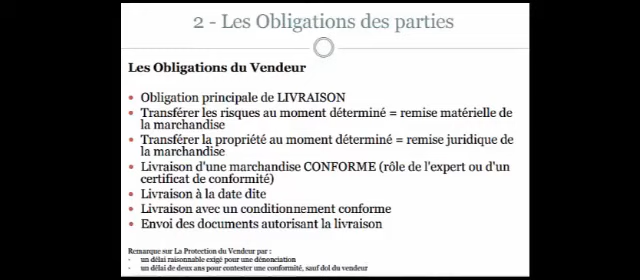 2 - Les Obligations des parties
Les Obligations du Vendeur
• Obligation principale de LIVRAISON
• Transférer les risques au moment déterminé = remise matérielle de
la marchandise
• Transférer la propriété au moment déterminé = remise juridique de
la marchandise
• Livraison d'une marchandise CONFORME (rôle de l'expert ou d'un
certificat de conformité)
• Livraison à la date dite
• Livraison avec un conditionnement conforme
• Envoi des documents autorisant la livraison
Remarque sur La Protection du Vendeur par :
- un délai raisonnable exigé pour une dénonciation
- un délai de deux ans pour contester une conformité, sauf dol du vendeur